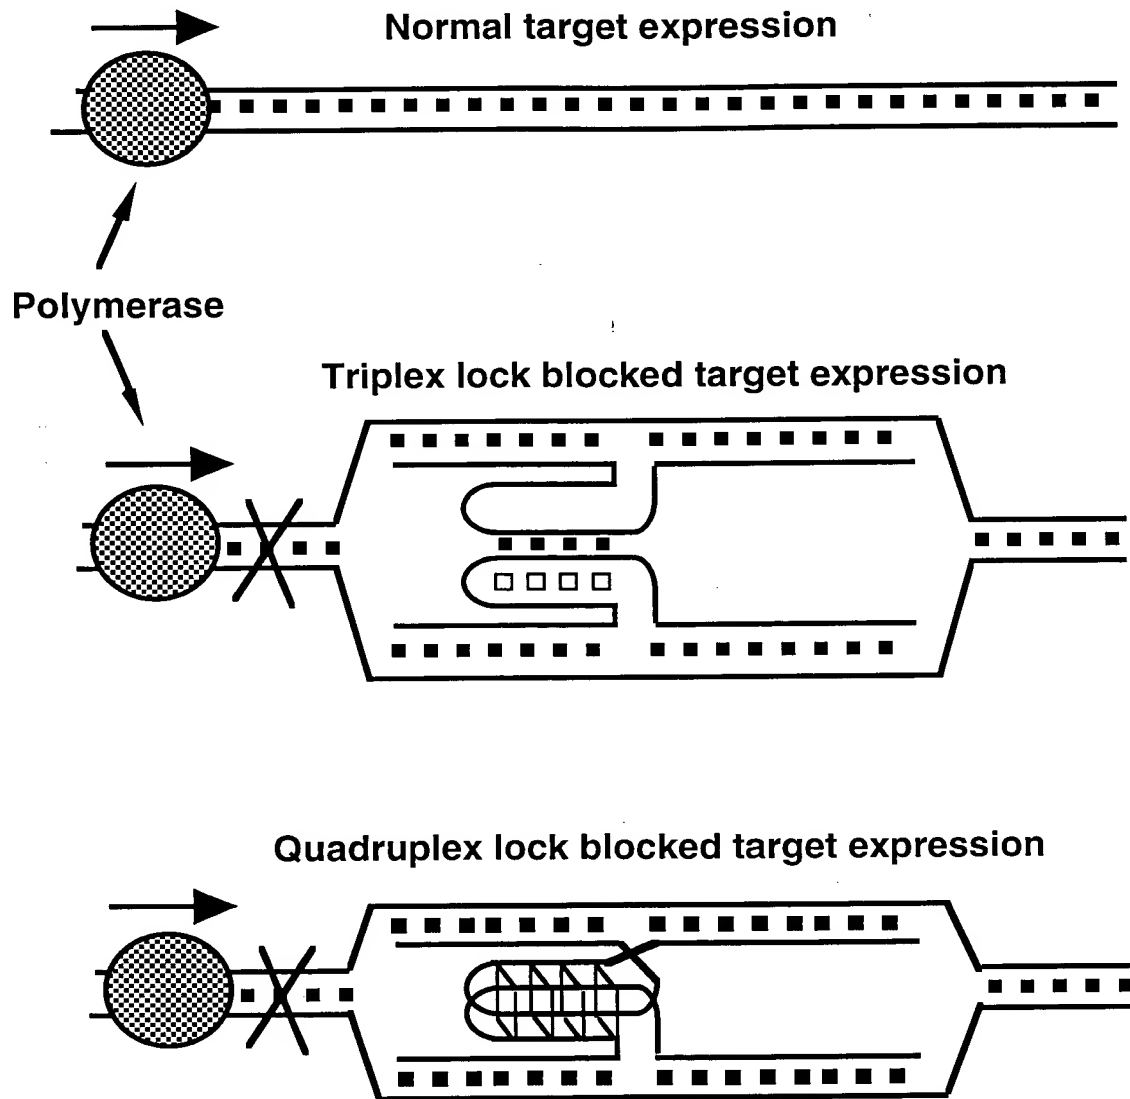 Normal target expression
Polymerase
Triplex lock blocked target expression
Quadruplex lock blocked target expression